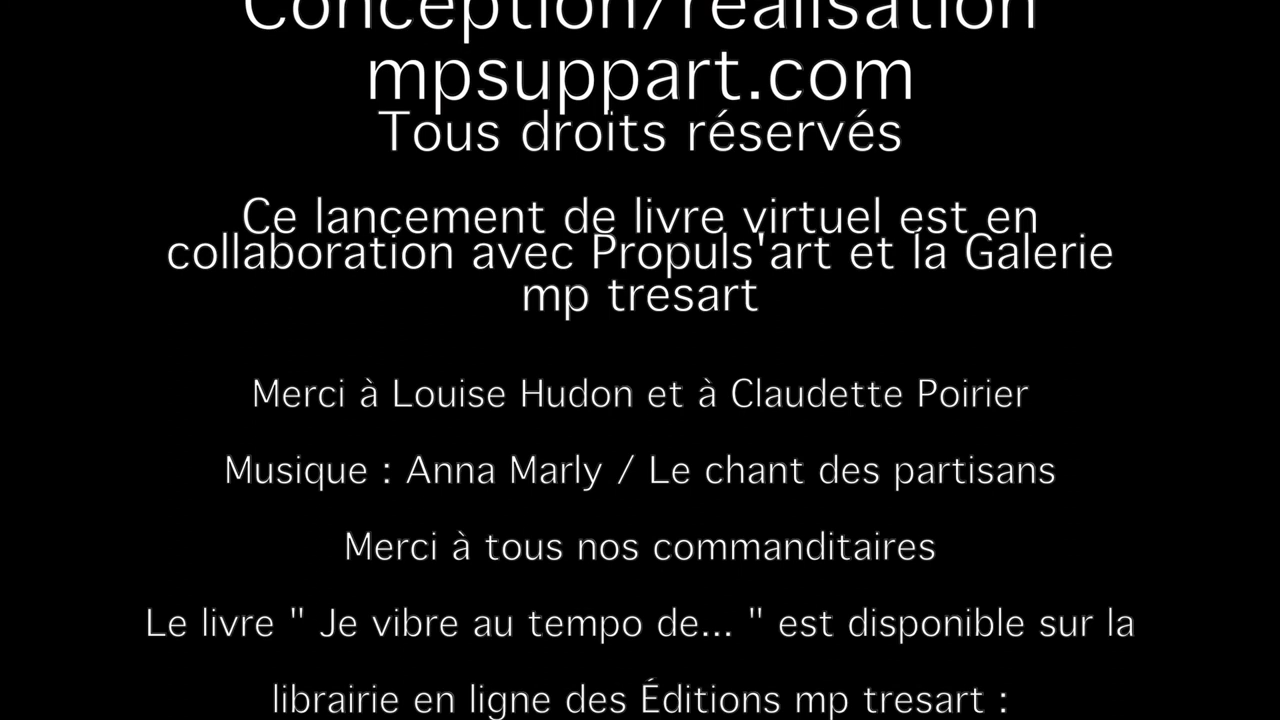 Conception/réalisation
mpsuppart.com
Tous droits réservés
Ce lancement de livre virtuel est en
collaboration avec Propuls'art et la Galerie
mp tresart
Merci à Louise Hudon et à Claudette Poirier
Musique : Anna Marly / Le chant des partisans
Merci à tous nos commanditaires
Le livre " Je vibre au tempo de... " est disponible sur la
librairie en ligne des Éditions mp tresart :